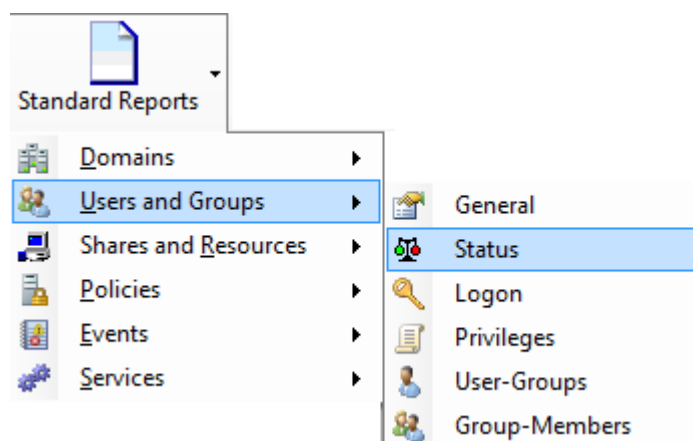 Standard Reports
Domains
Users and Groups
Shares and Resources
Policies
Events
Services
General
Status
Logon
Privileges
User-Groups
Group-Members